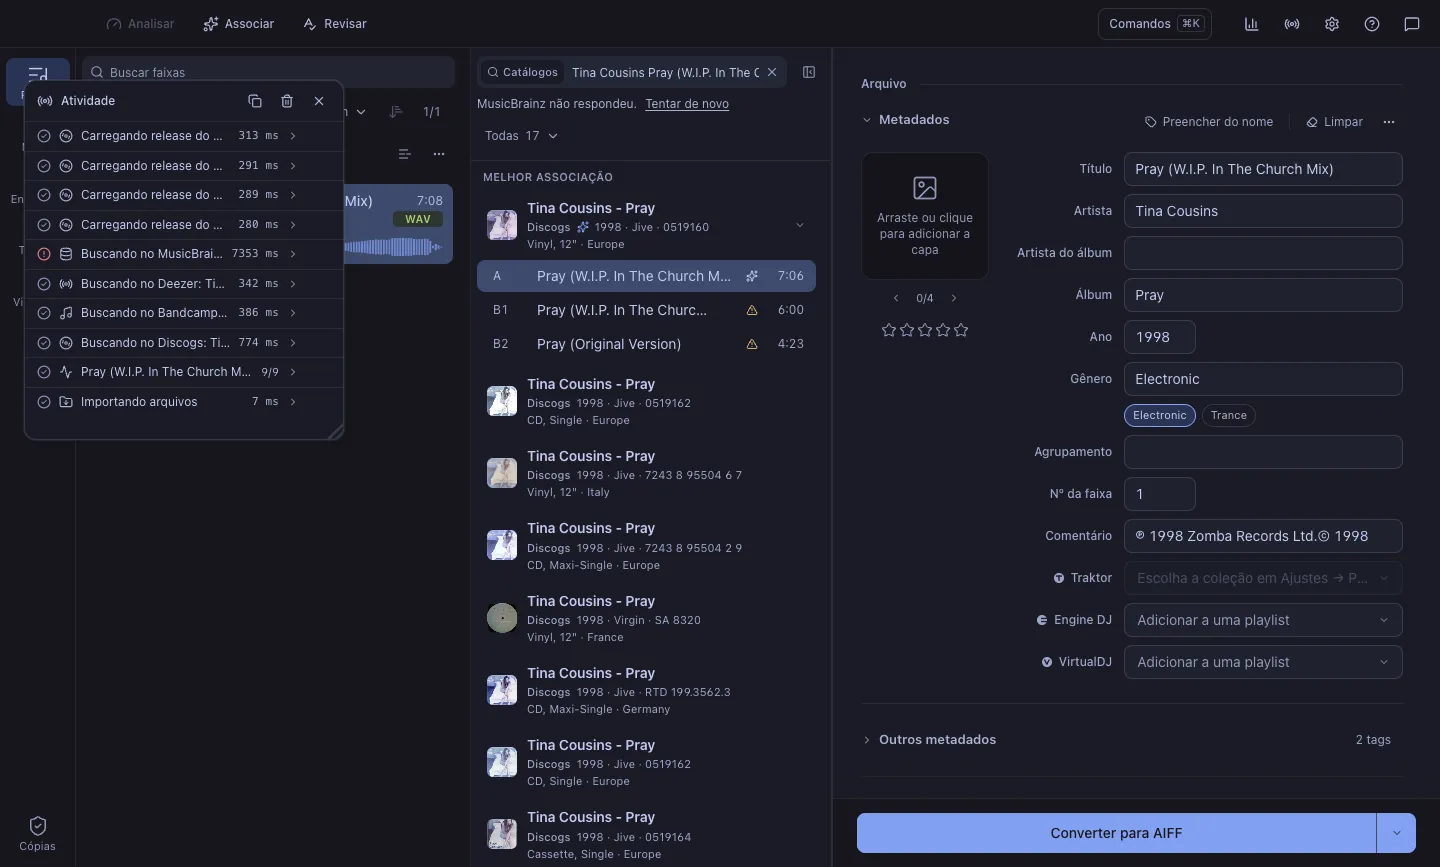 Analisar
Associar
Revisar
Comandos ⌘K
Buscar faixas
1/1
Mix) 7:08
WAV
Cópias
Atividade
Carregando release do ... 313 ms
Carregando release do ... 291 ms
Carregando release do ... 289 ms
Carregando release do ... 280 ms
Buscando no MusicBrai... 7353 ms
Buscando no Deezer: Ti... 342 ms
Buscando no Bandcamp... 386 ms
Buscando no Discogs: Ti... 774 ms
Pray (W.I.P. In The Church M... 9/9
Importando arquivos 7 ms
Catálogos Tina Cousins Pray (W.I.P. In The C
MusicBrainz não respondeu. Tentar de novo
Todas 17
MELHOR ASSOCIAÇÃO
Tina Cousins - Pray
Discogs 1998 · Jive · 0519160
Vinyl, 12" · Europe
A Pray (W.I.P. In The Church M... 7:06
B1 Pray (W.I.P. In The Churc... 6:00
B2 Pray (Original Version) 4:23
Tina Cousins - Pray
Discogs 1998 · Jive · 0519162
CD, Single · Europe
Tina Cousins - Pray
Discogs 1998 · Jive · 7243 8 95504 6 7
Vinyl, 12" · Italy
Tina Cousins - Pray
Discogs 1998 · Jive · 7243 8 95504 2 9
CD, Maxi-Single · Europe
Tina Cousins - Pray
Discogs 1998 · Virgin · SA 8320
Vinyl, 12" · France
Tina Cousins - Pray
Discogs 1998 · Jive · RTD 199.3562.3
CD, Maxi-Single · Germany
Tina Cousins - Pray
Discogs 1998 · Jive · 0519162
CD, Single · Europe
Tina Cousins - Pray
Discogs 1998 · Jive · 0519164
Cassette, Single · Europe
Arquivo
Metadados
Preencher do nome
Limpar
Arraste ou clique
para adicionar a
capa
0/4
Título Pray (W.I.P. In The Church Mix)
Artista Tina Cousins
Artista do álbum
Álbum Pray
Ano 1998
Gênero Electronic
Electronic Trance
Agrupamento
Nº da faixa 1
Comentário ℗ 1998 Zomba Records Ltd.© 1998
Traktor Escolha a coleção em Ajustes → P...
Engine DJ Adicionar a uma playlist
VirtualDJ Adicionar a uma playlist
Outros metadados 2 tags
Converter para AIFF